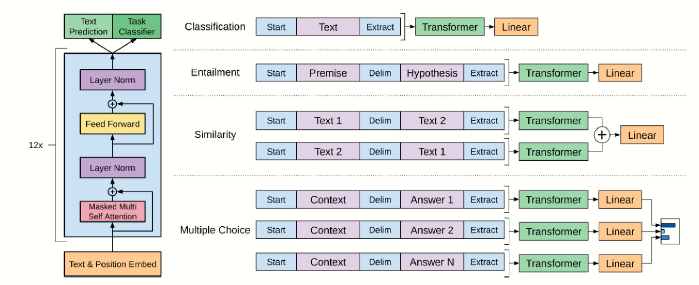 Text Prediction
Task Classifier
12x
Layer Norm
Feed Forward
Layer Norm
Masked Multi Self Attention
Text & Position Embed
Classification
Start Text Extract Transformer Linear
Entailment
Start Premise Delim Hypothesis Extract Transformer Linear
Similarity
Start Text 1 Delim Text 2 Extract Transformer
Linear
Start Text 2 Delim Text 1 Extract Transformer
Multiple Choice
Start Context Delim Answer 1 Extract Transformer Linear
Start Context Delim Answer 2 Extract Transformer Linear
Start Context Delim Answer N Extract Transformer Linear